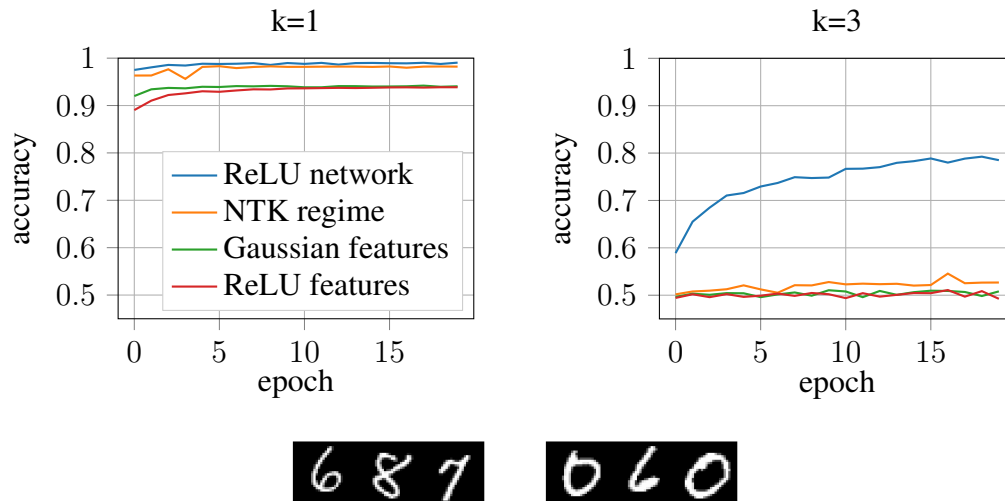 k=1
k=3
1
0.9
0.8
0.7
0.6
0.5
accuracy
ReLU network
NTK regime
Gaussian features
ReLU features
0 5 10 15
epoch
1
0.9
0.8
0.7
0.6
0.5
accuracy
0 5 10 15
epoch
6 8 7
0 6 0